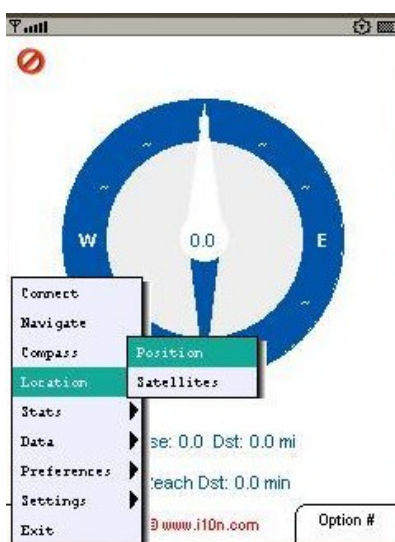 W
0.0
E
Connect
Navigate
Compass
Position
Location
Satellites
Stats
Data
se: 0.0 Dst: 0.0 mi
Preferences
each Dst: 0.0 min
Settings
www.i10n.com
Option #
Exit